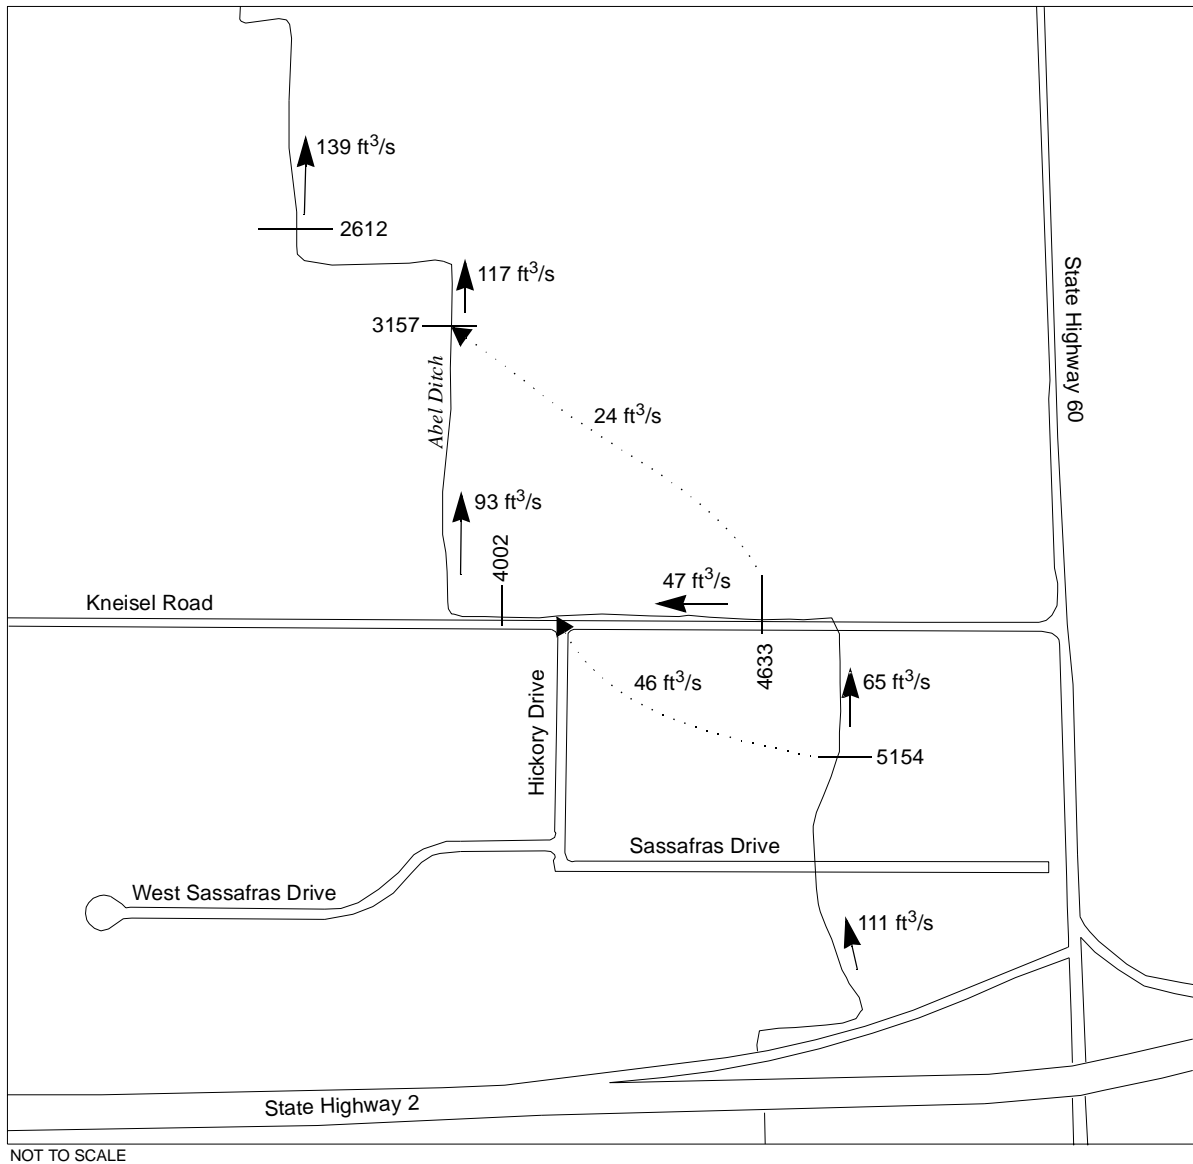 139 ft³/s
2612
117 ft³/s
3157
State Highway 60
Abel Ditch
24 ft³/s
93 ft³/s
4002
47 ft³/s
Kneisel Road
4633
46 ft³/s
65 ft³/s
Hickory Drive
5154
Sassafras Drive
West Sassafras Drive
111 ft³/s
State Highway 2
NOT TO SCALE